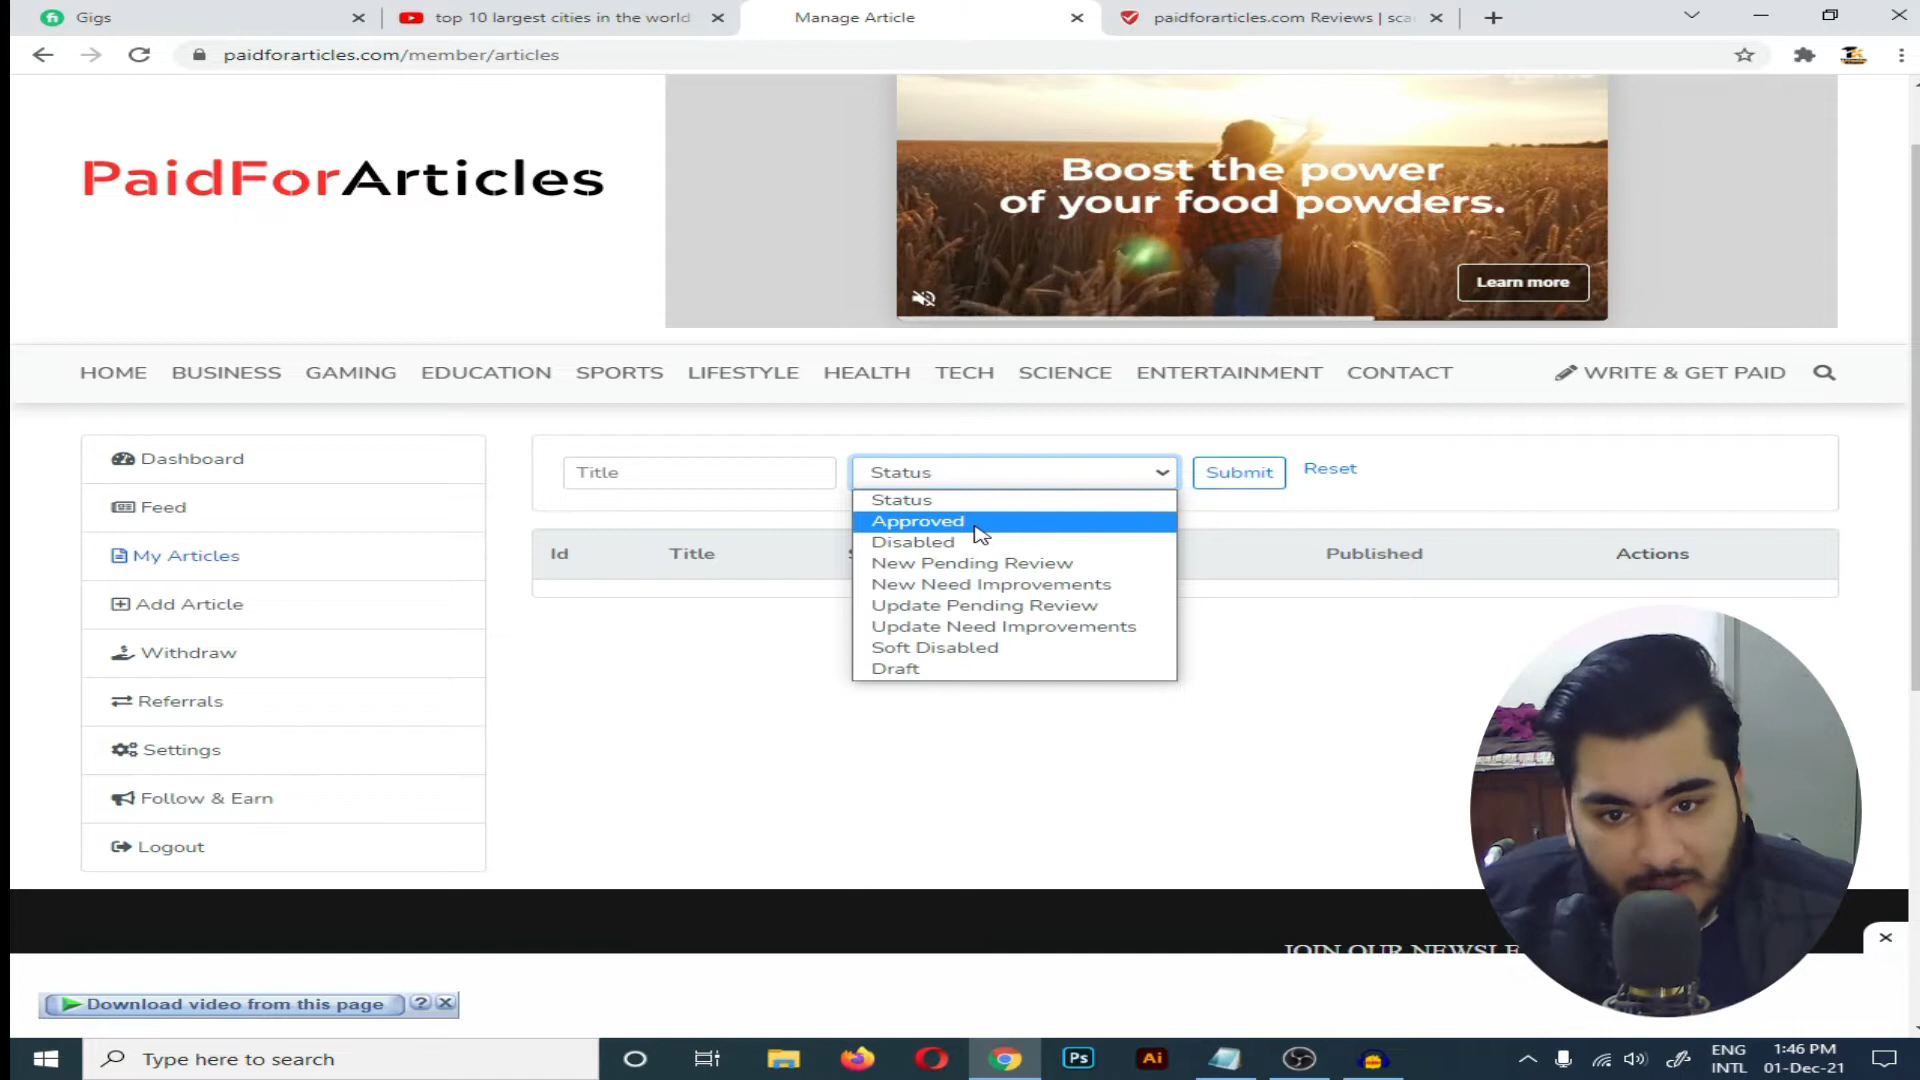 Gigs
top 10 largest cities in the world
Manage Article
paidforarticles.com Reviews | sca
paidforarticles.com/member/articles
PaidForArticles
Boost the power
of your food powders.
Learn more
HOME BUSINESS GAMING EDUCATION SPORTS LIFESTYLE HEALTH TECH SCIENCE ENTERTAINMENT CONTACT WRITE & GET PAID
Dashboard
Feed
My Articles
Add Article
Withdraw
Referrals
Settings
Follow & Earn
Logout
Title
Status
Submit
Reset
Status
Approved
Disabled
New Pending Review
New Need Improvements
Update Pending Review
Update Need Improvements
Soft Disabled
Draft
Id Title Published Actions
JOIN OUR NEWSLE
Download video from this page
?
Type here to search
Ps
Ai
ENG
INTL
1:46 PM
01-Dec-21